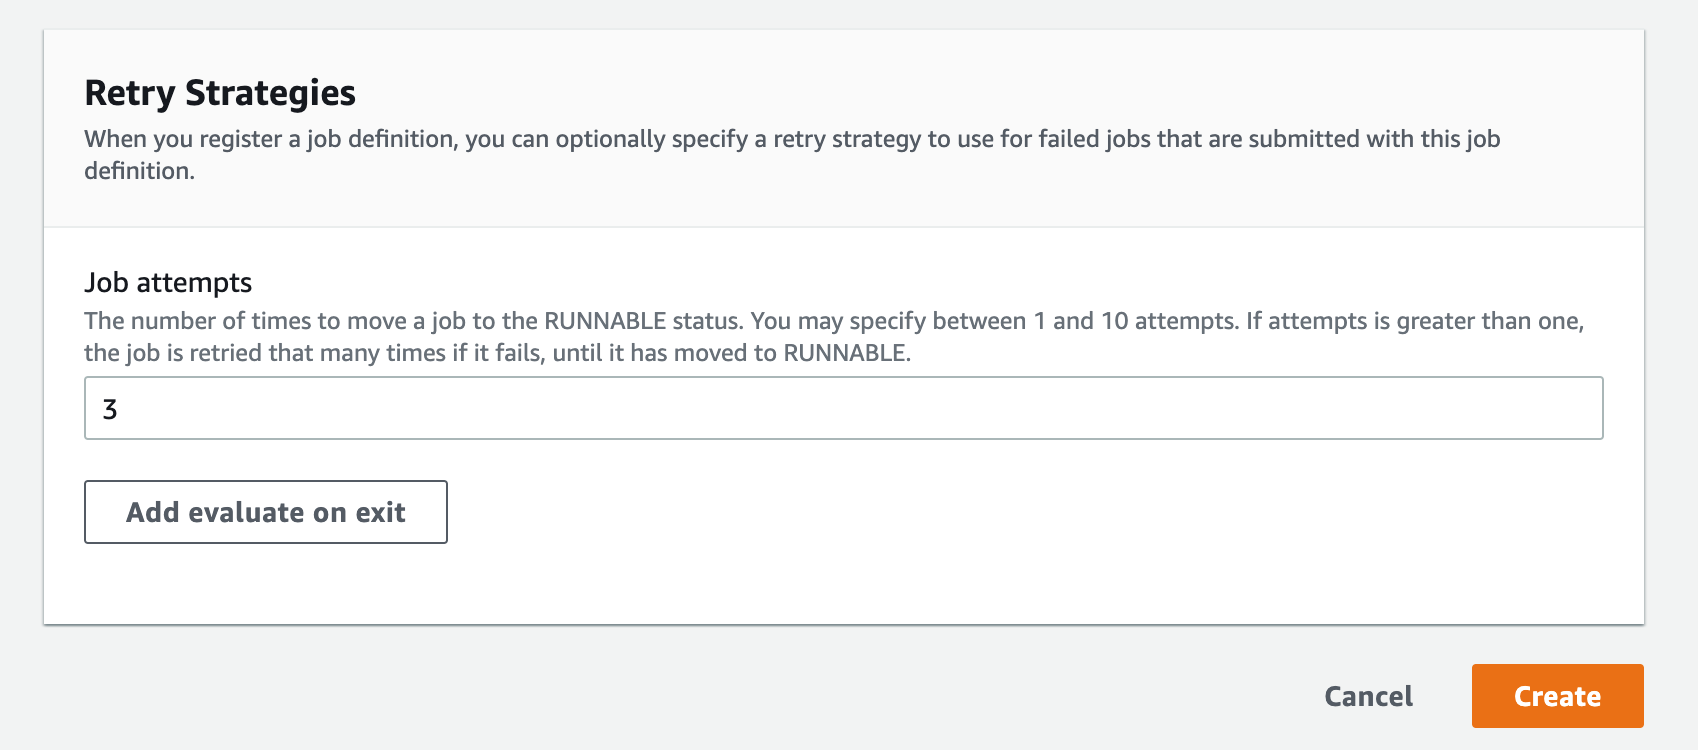 Retry Strategies
When you register a job definition, you can optionally specify a retry strategy to use for failed jobs that are submitted with this job
definition.
Job attempts
The number of times to move a job to the RUNNABLE status. You may specify between 1 and 10 attempts. If attempts is greater than one,
the job is retried that many times if it fails, until it has moved to RUNNABLE.
3
Add evaluate on exit
Cancel
Create